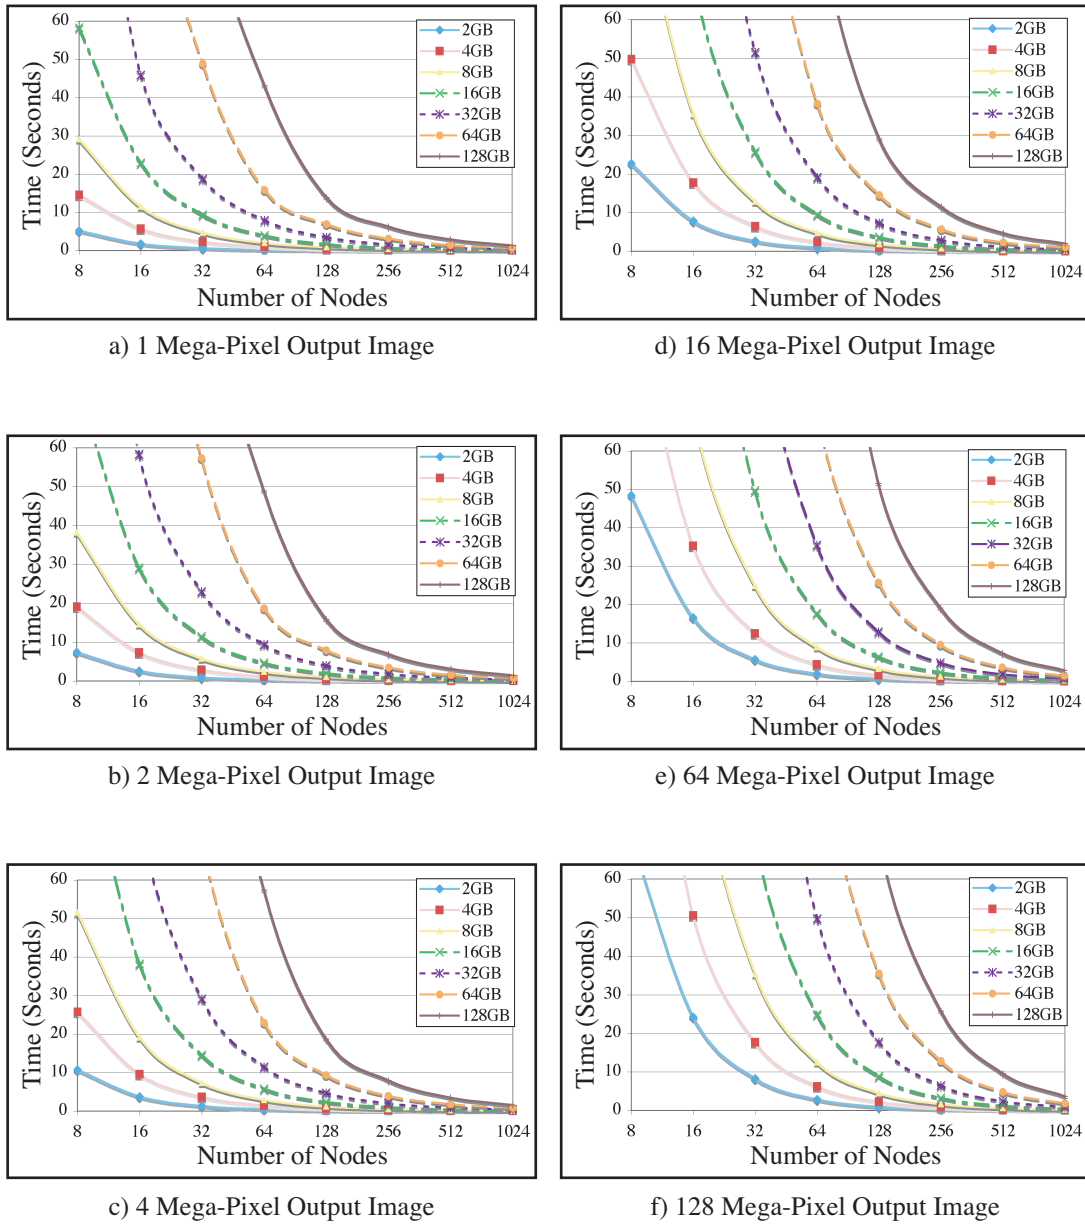 60
50
40
30
20
10
0
Time (Seconds)
8 16 32 64 128 256 512 1024
Number of Nodes
2GB
4GB
8GB
16GB
32GB
64GB
128GB
a) 1 Mega-Pixel Output Image
60
50
40
30
20
10
0
Time (Seconds)
8 16 32 64 128 256 512 1024
Number of Nodes
2GB
4GB
8GB
16GB
32GB
64GB
128GB
d) 16 Mega-Pixel Output Image
60
50
40
30
20
10
0
Time (Seconds)
8 16 32 64 128 256 512 1024
Number of Nodes
2GB
4GB
8GB
16GB
32GB
64GB
128GB
b) 2 Mega-Pixel Output Image
60
50
40
30
20
10
0
Time (Seconds)
8 16 32 64 128 256 512 1024
Number of Nodes
2GB
4GB
8GB
16GB
32GB
64GB
128GB
e) 64 Mega-Pixel Output Image
60
50
40
30
20
10
0
Time (Seconds)
8 16 32 64 128 256 512 1024
Number of Nodes
2GB
4GB
8GB
16GB
32GB
64GB
128GB
c) 4 Mega-Pixel Output Image
60
50
40
30
20
10
0
Time (Seconds)
8 16 32 64 128 256 512 1024
Number of Nodes
2GB
4GB
8GB
16GB
32GB
64GB
128GB
f) 128 Mega-Pixel Output Image